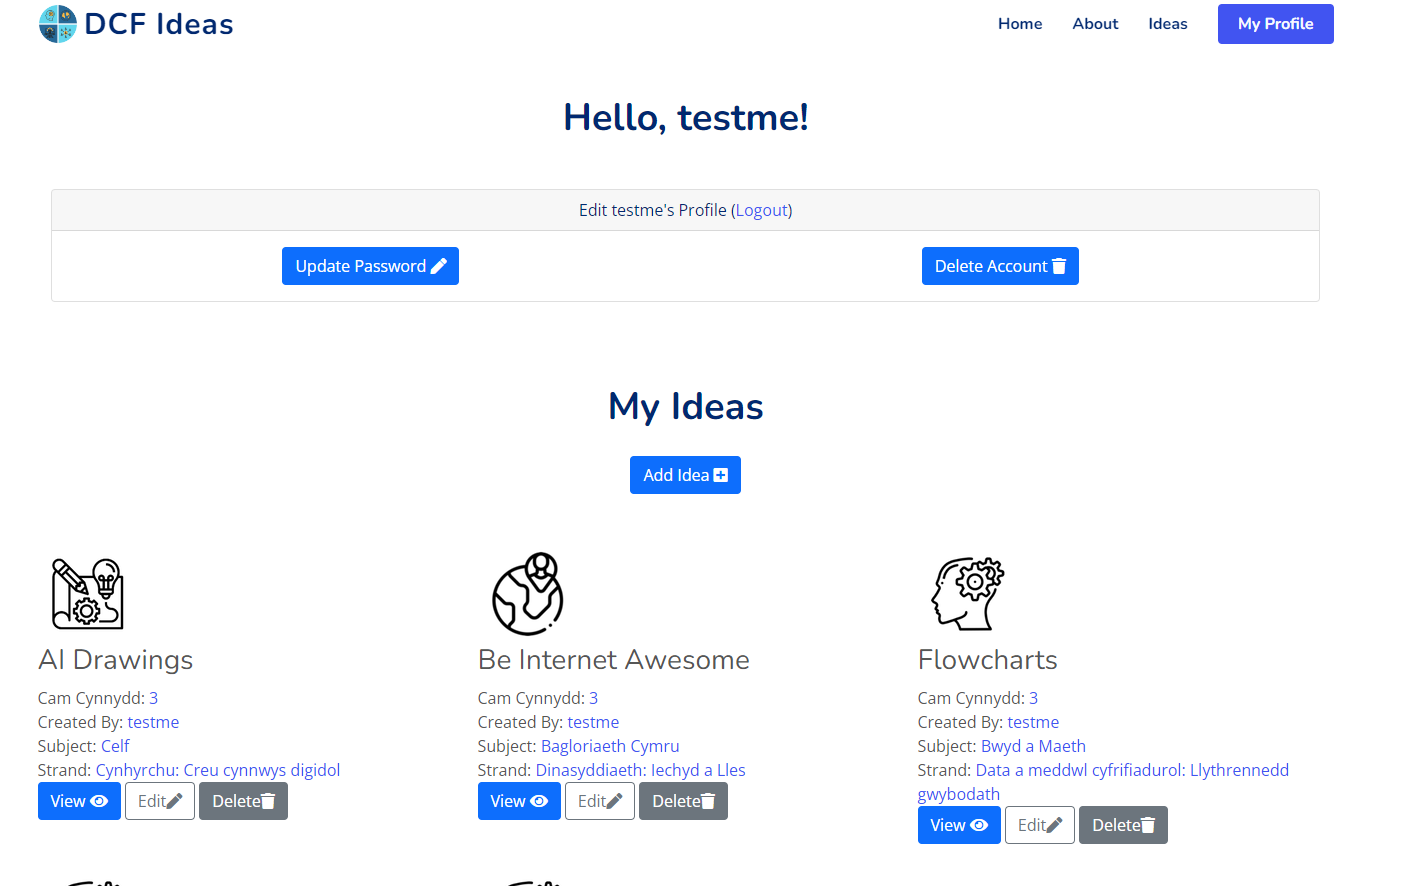 DCF Ideas
Home About Ideas My Profile
Hello, testme!
Edit testme's Profile (Logout)
Update Password
Delete Account
My Ideas
Add Idea
AI Drawings
Cam Cynnydd: 3
Created By: testme
Subject: Celf
Strand: Cynhyrchu: Creu cynnwys digidol
View Edit Delete
Be Internet Awesome
Cam Cynnydd: 3
Created By: testme
Subject: Bagloriaeth Cymru
Strand: Dinasyddiaeth: Iechyd a Lles
View Edit Delete
Flowcharts
Cam Cynnydd: 3
Created By: testme
Subject: Bwyd a Maeth
Strand: Data a meddwl cyfrifiadurol: Llythrennedd
gwybodath
View Edit Delete